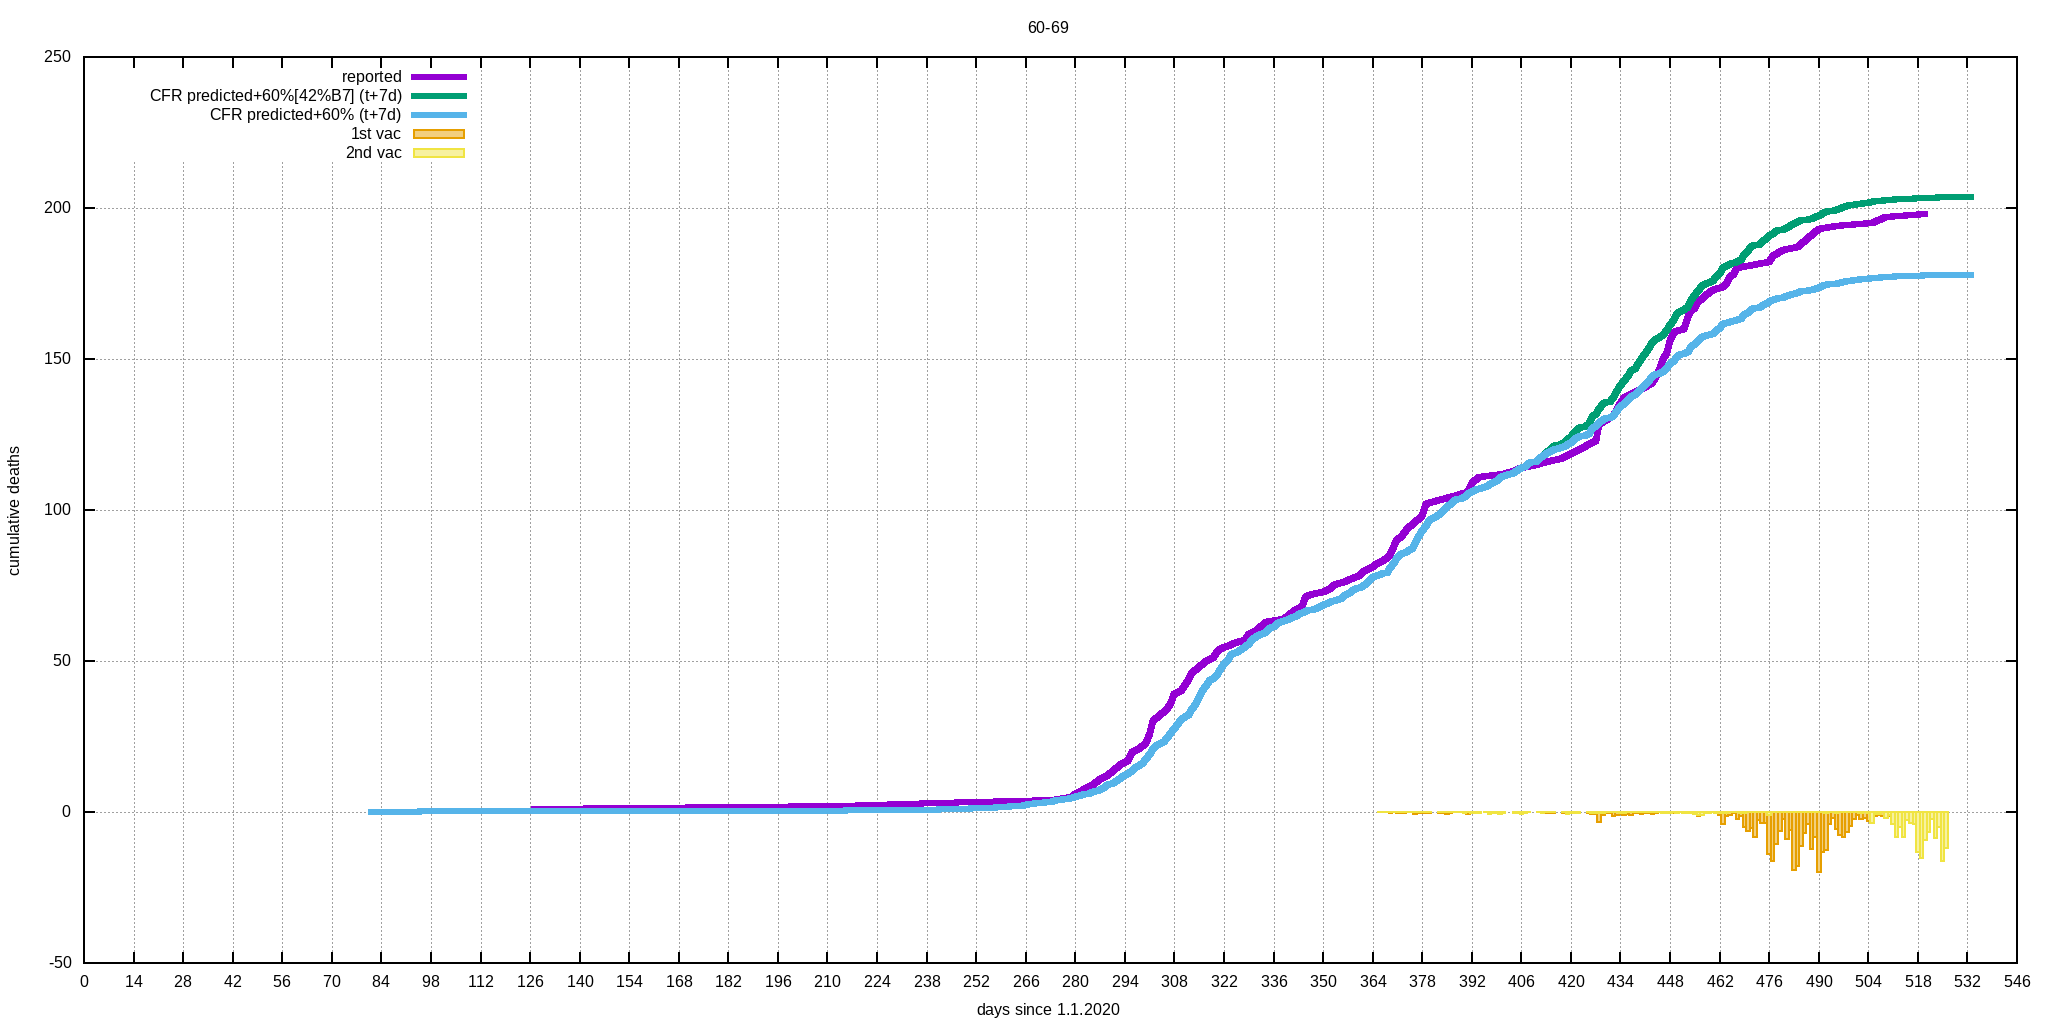 60-69
250
200
150
100
50
0
-50
cumulative deaths
reported
CFR predicted+60%[42%B7] (t+7d)
CFR predicted+60% (t+7d)
1st vac
2nd vac
0 14 28 42 56 70 84 98 112 126 140 154 168 182 196 210 224 238 252 266 280 294 308 322 336 350 364 378 392 406 420 434 448 462 476 490 504 518 532 546
days since 1.1.2020